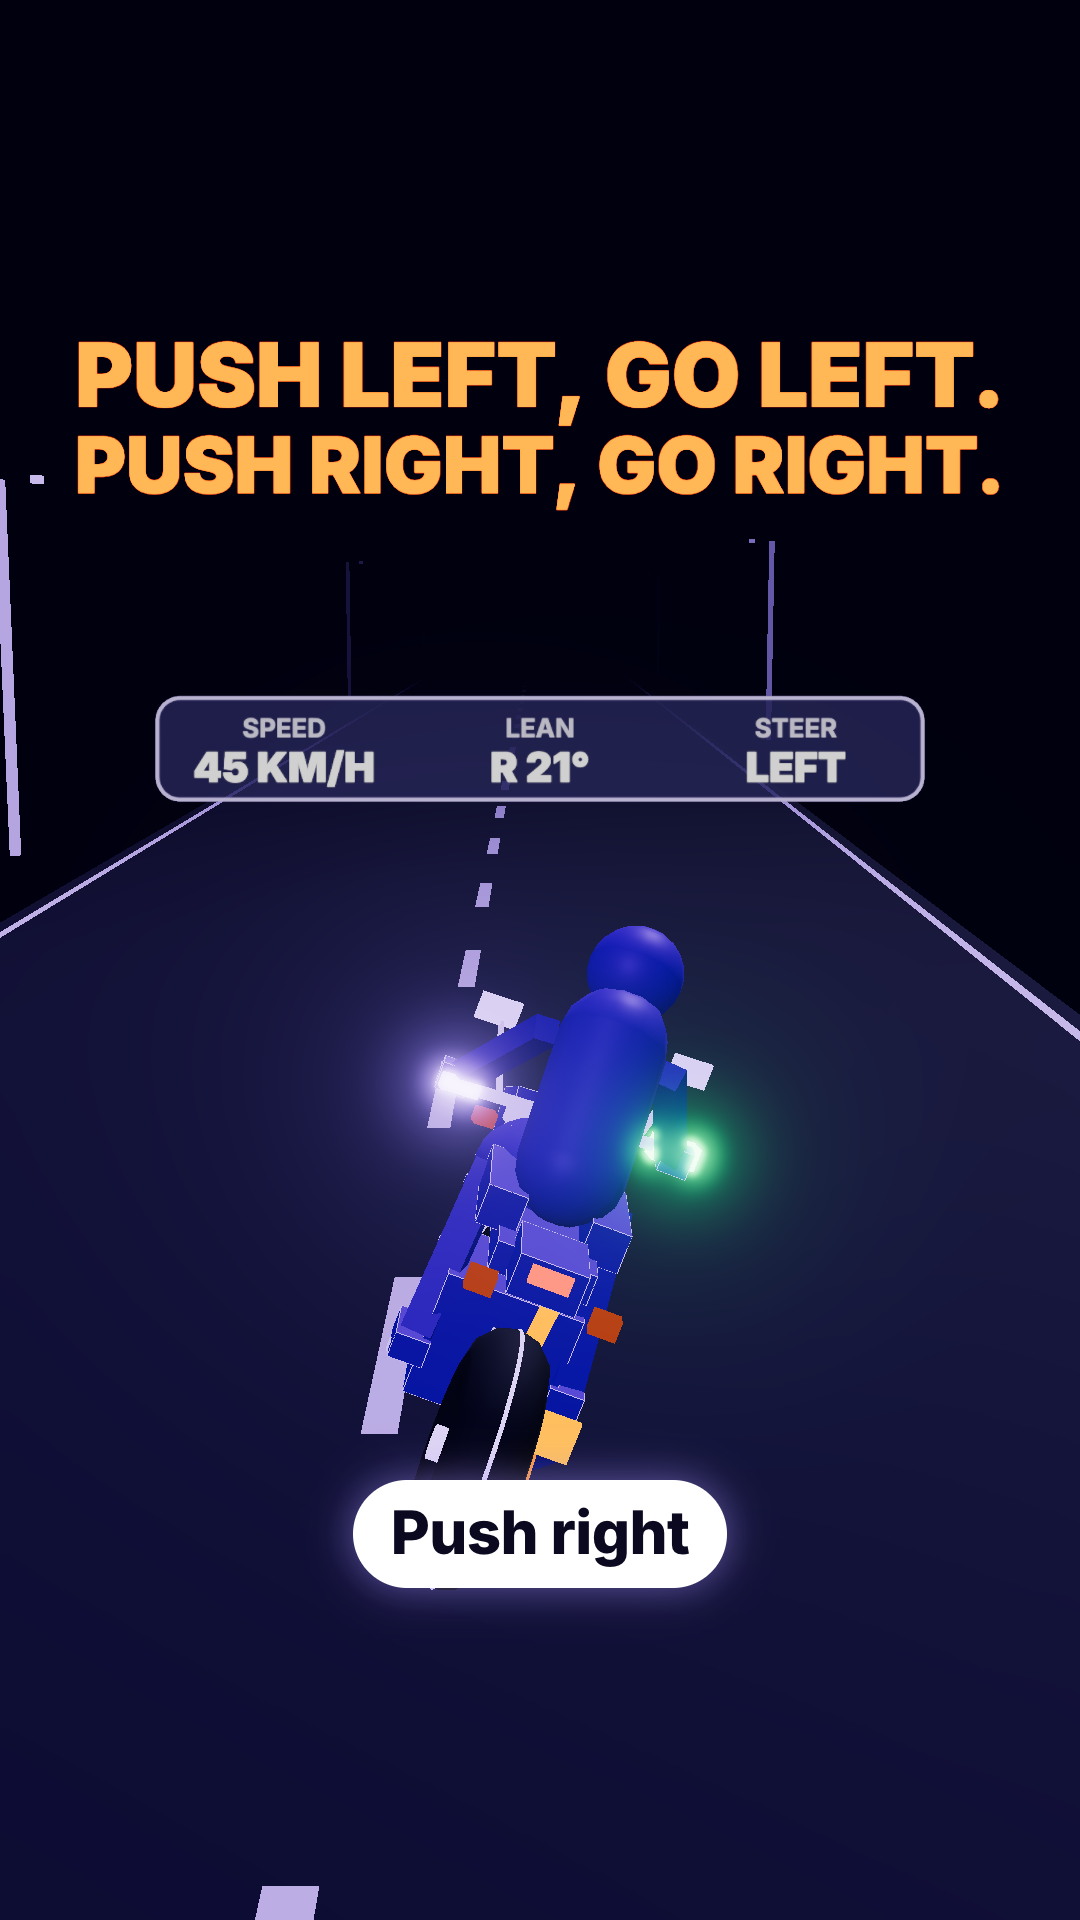 PUSH LEFT, GO LEFT.
PUSH RIGHT, GO RIGHT.
SPEED LEAN STEER
45 KM/H R 21° LEFT
Push right